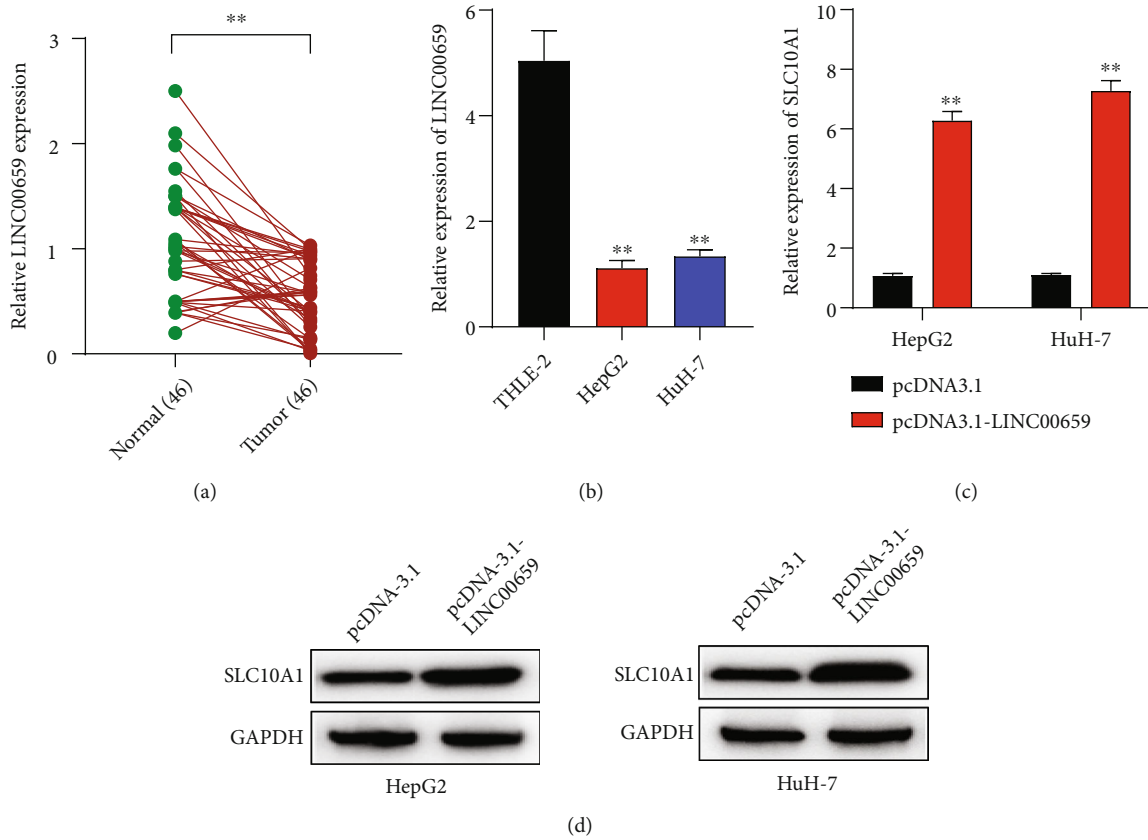 Relative LINC00659 expression
3
2
1
0
**
Normal (46)
Tumor (46)
(a)
Relative expression of LINC00659
6
4
2
0
**
**
THLE-2
HepG2
HuH-7
(b)
Relative expression of SLC10A1
10
8
6
4
2
0
**
**
HepG2
HuH-7
pcDNA3.1
pcDNA3.1-LINC00659
(c)
pcDNA-3.1
pcDNA-3.1-
LINC00659
SLC10A1
GAPDH
HepG2
pcDNA-3.1
pcDNA-3.1-
LINC00659
SLC10A1
GAPDH
HuH-7
(d)